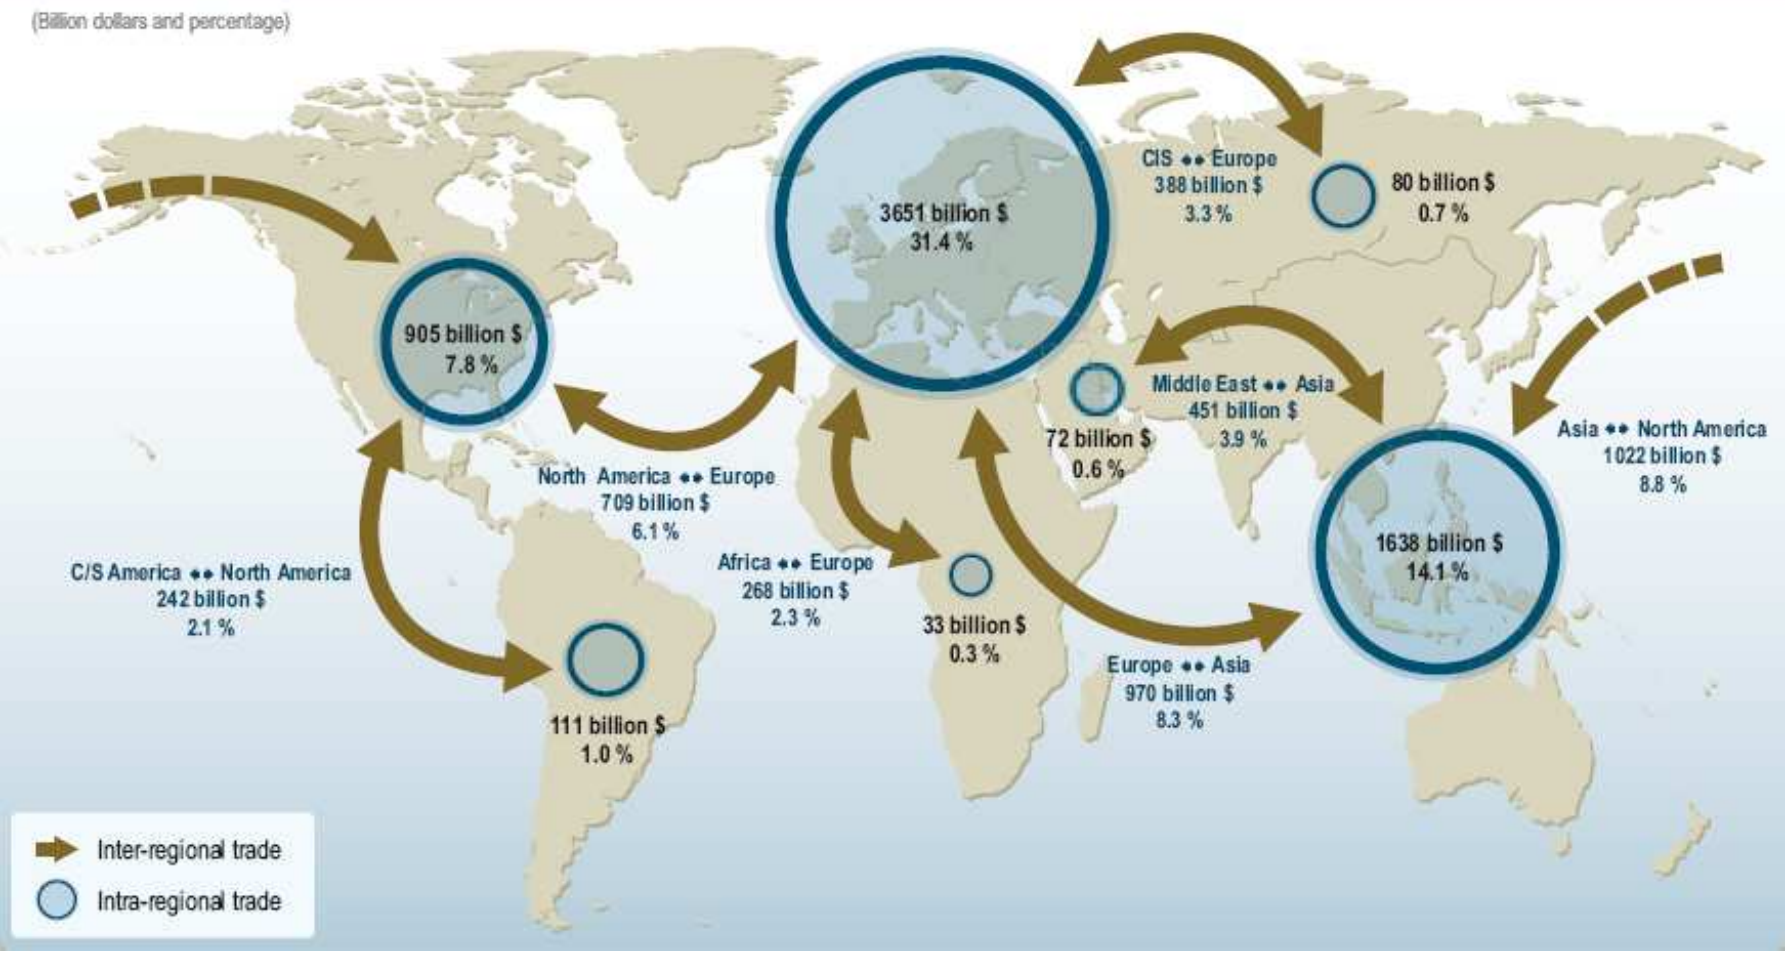 (Billion dollars and percentage)
CIS ↔ Europe
388 billion $
3.3 %
80 billion $
0.7 %
3651 billion $
31.4 %
905 billion $
7.8 %
Middle East ↔ Asia
451 billion $
3.9 %
72 billion $
0.6 %
Asia ↔ North America
1022 billion $
8.8 %
North America ↔ Europe
709 billion $
6.1 %
1638 billion $
14.1 %
C/S America ↔ North America
242 billion $
2.1 %
Africa ↔ Europe
268 billion $
2.3 %
33 billion $
0.3 %
Europe ↔ Asia
970 billion $
8.3 %
111 billion $
1.0 %
Inter-regional trade
Intra-regional trade